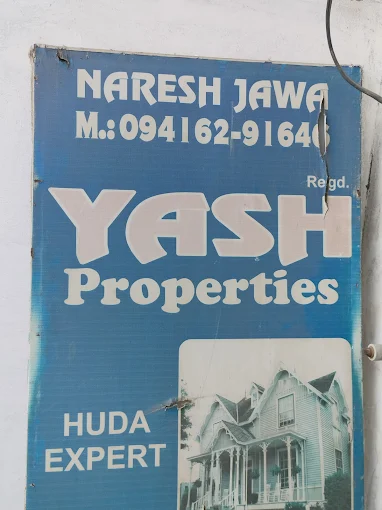 NARESH JAWA
M.:094162-91646
Regd.
YASH
Properties
HUDA
EXPERT